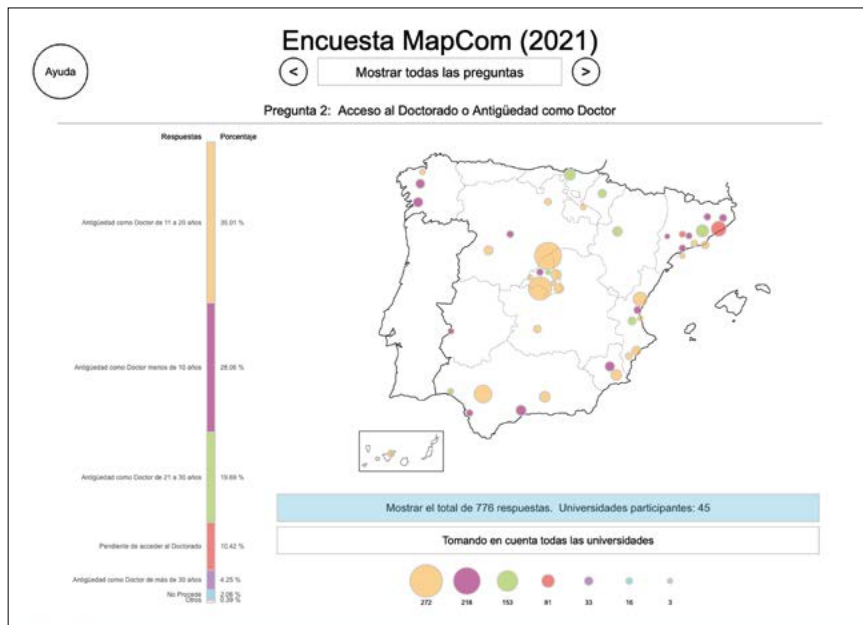 Encuesta MapCom (2021)
Ayuda
<
Mostrar todas las preguntas
>
Pregunta 2: Acceso al Doctorado o Antigüedad como Doctor
Respuestas Porcentaje
Antigüedad como Doctor de 11 a 20 años 35.01 %
Antigüedad como Doctor menos de 10 años 28.06 %
Antigüedad como Doctor de 21 a 30 años 19.69 %
Pendiente de acceder al Doctorado 10.42 %
Antigüedad como Doctor de más de 30 años 4.25 %
No Procede 2.06 %
Otros 0.39 %
Mostrar el total de 776 respuestas. Universidades participantes: 45
Tomando en cuenta todas las universidades
272 218 153 81 33 16 3